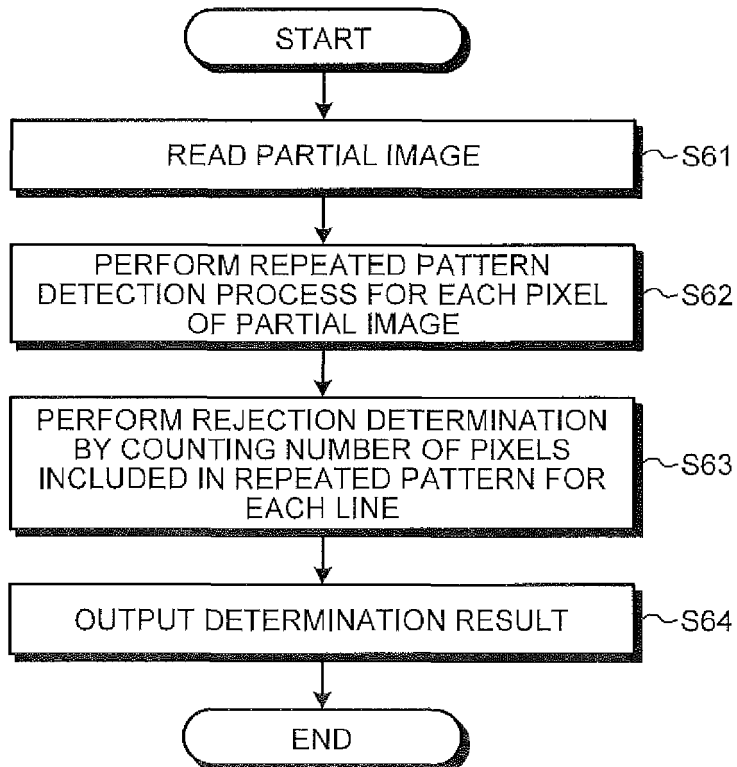 START
READ PARTIAL IMAGE
S61
PERFORM REPEATED PATTERN
DETECTION PROCESS FOR EACH PIXEL
OF PARTIAL IMAGE
S62
PERFORM REJECTION DETERMINATION
BY COUNTING NUMBER OF PIXELS
INCLUDED IN REPEATED PATTERN FOR
EACH LINE
S63
OUTPUT DETERMINATION RESULT
S64
END